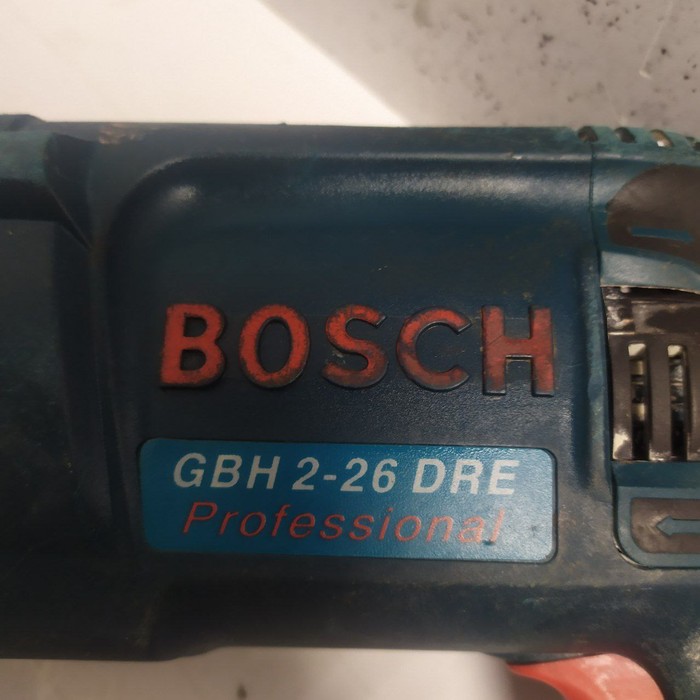 BOSCH
GBH 2-26 DRE
Professional